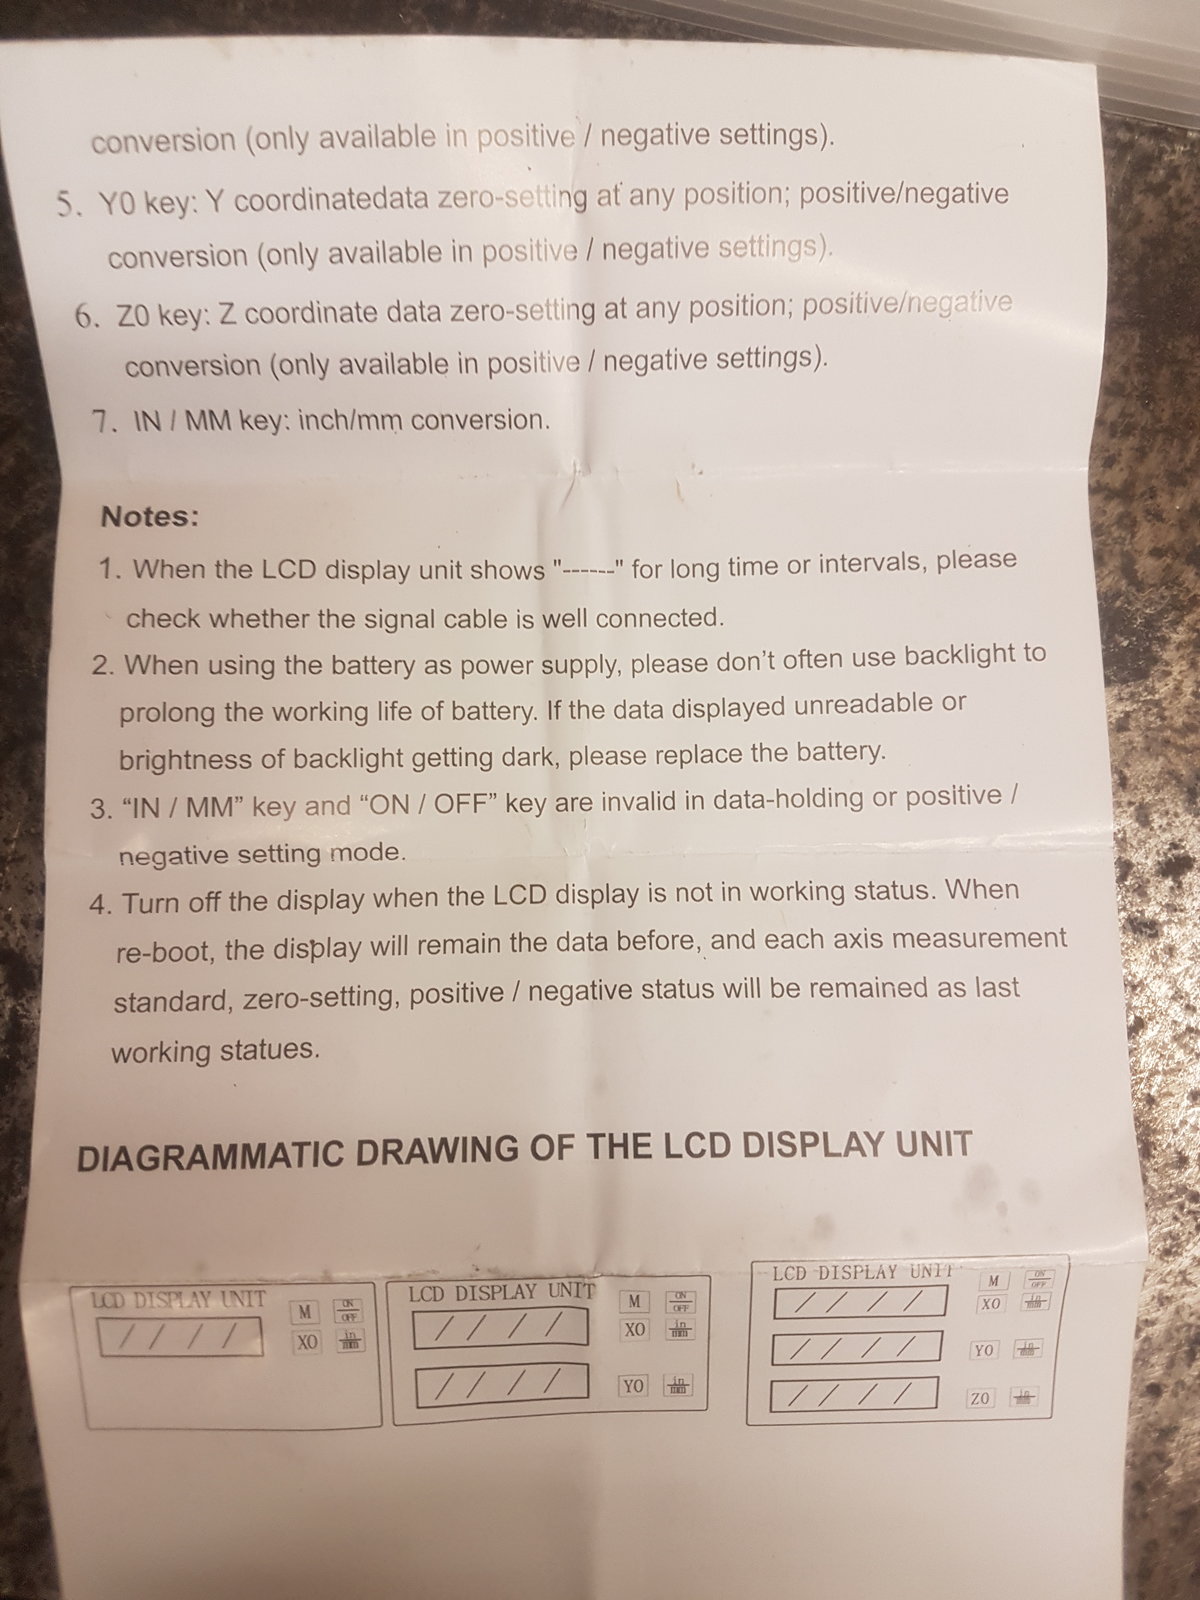 conversion (only available in positive / negative settings).
5. Y0 key: Y coordinatedata zero-setting at any position; positive/negative
conversion (only available in positive / negative settings).
6. Z0 key: Z coordinate data zero-setting at any position; positive/negative
conversion (only available in positive / negative settings).
7. IN / MM key: inch/mm conversion.
Notes:
1. When the LCD display unit shows "------" for long time or intervals, please
check whether the signal cable is well connected.
2. When using the battery as power supply, please don't often use backlight to
prolong the working life of battery. If the data displayed unreadable or
brightness of backlight getting dark, please replace the battery.
3. “IN / MM” key and “ON / OFF” key are invalid in data-holding or positive /
negative setting mode.
4. Turn off the display when the LCD display is not in working status. When
re-boot, the display will remain the data before, and each axis measurement
standard, zero-setting, positive / negative status will be remained as last
working statues.
DIAGRAMMATIC DRAWING OF THE LCD DISPLAY UNIT
LCD DISPLAY UNIT
M
ON
OFF
XO
in
mm
LCD DISPLAY UNIT
M
ON
OFF
XO
in
mm
YO
in
mm
LCD DISPLAY UNIT
M
ON
OFF
XO
in
mm
YO
in
mm
ZO
in
mm